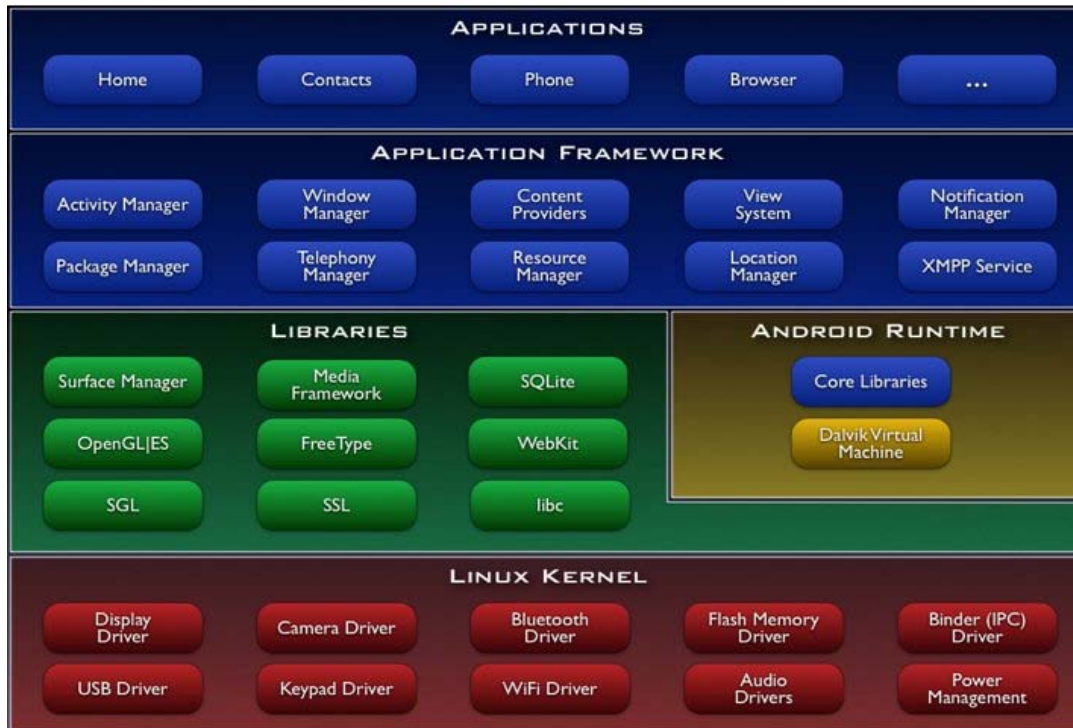 APPLICATIONS
Home
Contacts
Phone
Browser
...
APPLICATION FRAMEWORK
Activity Manager
Window
Manager
Content
Providers
View
System
Notification
Manager
Package Manager
Telephony
Manager
Resource
Manager
Location
Manager
XMPP Service
LIBRARIES
Surface Manager
Media
Framework
SQLite
OpenGL|ES
FreeType
WebKit
SGL
SSL
libc
ANDROID RUNTIME
Core Libraries
Dalvik Virtual
Machine
LINUX KERNEL
Display
Driver
Camera Driver
Bluetooth
Driver
Flash Memory
Driver
Binder (IPC)
Driver
USB Driver
Keypad Driver
WiFi Driver
Audio
Drivers
Power
Management